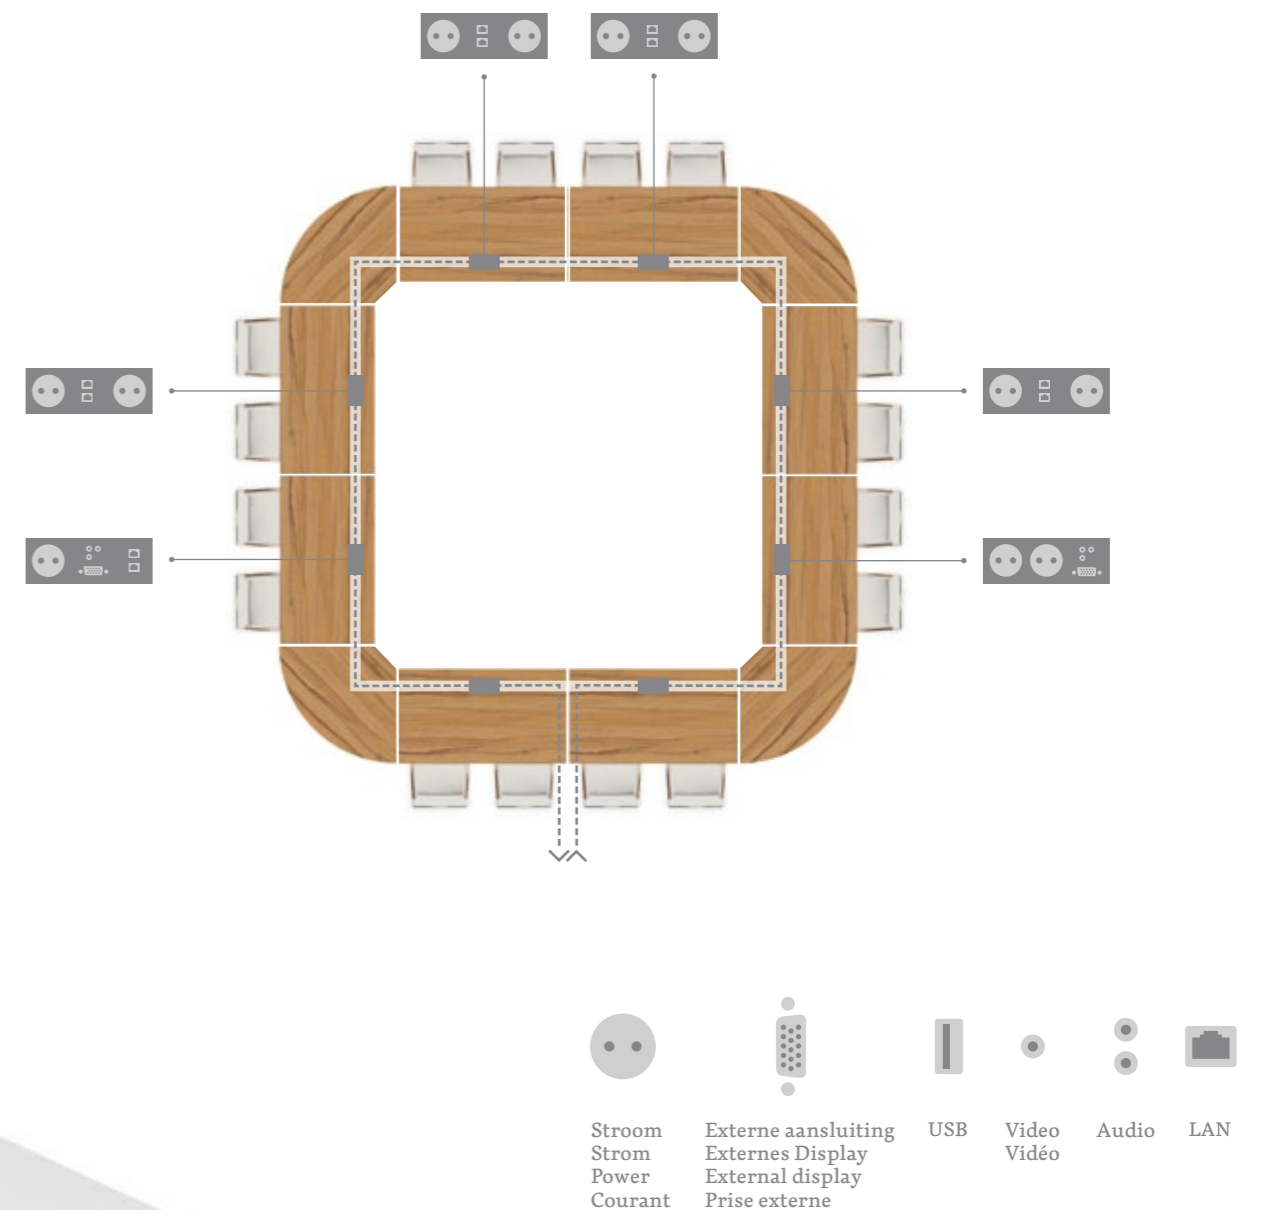 Stroom
Strom
Power
Courant
Externe aansluiting
Externes Display
External display
Prise externe
USB
Video
Vidéo
Audio
LAN